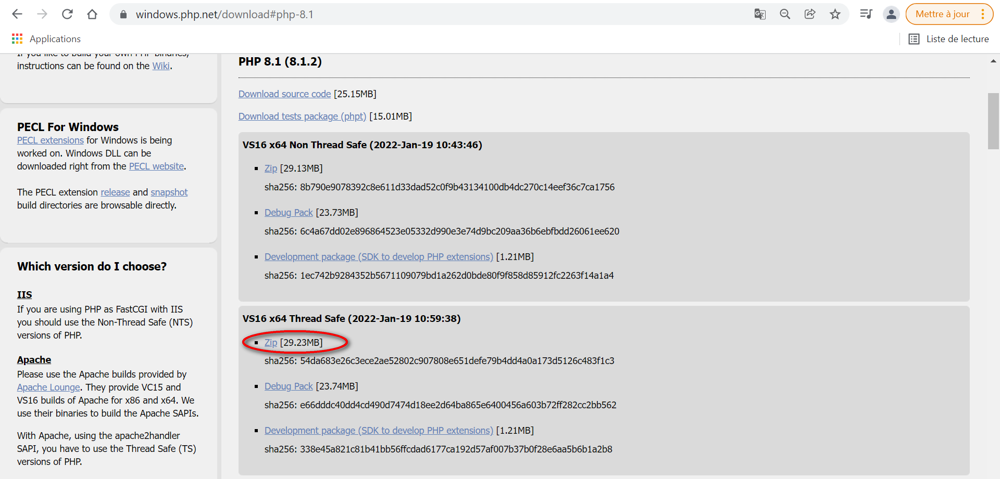 windows.php.net/download#php-8.1
Mettre à jour
Applications
Liste de lecture
If you like to build your own PHP binaries,
instructions can be found on the Wiki.
PECL For Windows
PECL extensions for Windows is being
worked on. Windows DLL can be
downloaded right from the PECL website.
The PECL extension release and snapshot
build directories are browsable directly.
Which version do I choose?
IIS
If you are using PHP as FastCGI with IIS
you should use the Non-Thread Safe (NTS)
versions of PHP.
Apache
Please use the Apache builds provided by
Apache Lounge. They provide VC15 and
VS16 builds of Apache for x86 and x64. We
use their binaries to build the Apache SAPIs.
With Apache, using the apache2handler
SAPI, you have to use the Thread Safe (TS)
versions of PHP.
PHP 8.1 (8.1.2)
Download source code [25.15MB]
Download tests package (phpt) [15.01MB]
VS16 x64 Non Thread Safe (2022-Jan-19 10:43:46)
Zip [29.13MB]
sha256: 8b790e9078392c8e611d33dad52c0f9b43134100db4dc270c14eef36c7ca1756
Debug Pack [23.73MB]
sha256: 6c4a67dd02e896864523e05332d990e3e74d9bc209aa36b6ebfbdd26061ee620
Development package (SDK to develop PHP extensions) [1.21MB]
sha256: 1ec742b9284352b5671109079bd1a262d0bde80f9f858d85912fc2263f14a1a4
VS16 x64 Thread Safe (2022-Jan-19 10:59:38)
Zip [29.23MB]
sha256: 54da683e26c3ece2ae52802c907808e651defe79b4dd4a0a173d5126c483f1c3
Debug Pack [23.74MB]
sha256: e66dddc40dd4cd490d7474d18ee2d64ba865e6400456a603b72ff282cc2bb562
Development package (SDK to develop PHP extensions) [1.21MB]
sha256: 338e45a821c81b41bb56ffcdad6177ca192d57af007b37b0f28e6aa5b6b1a2b8